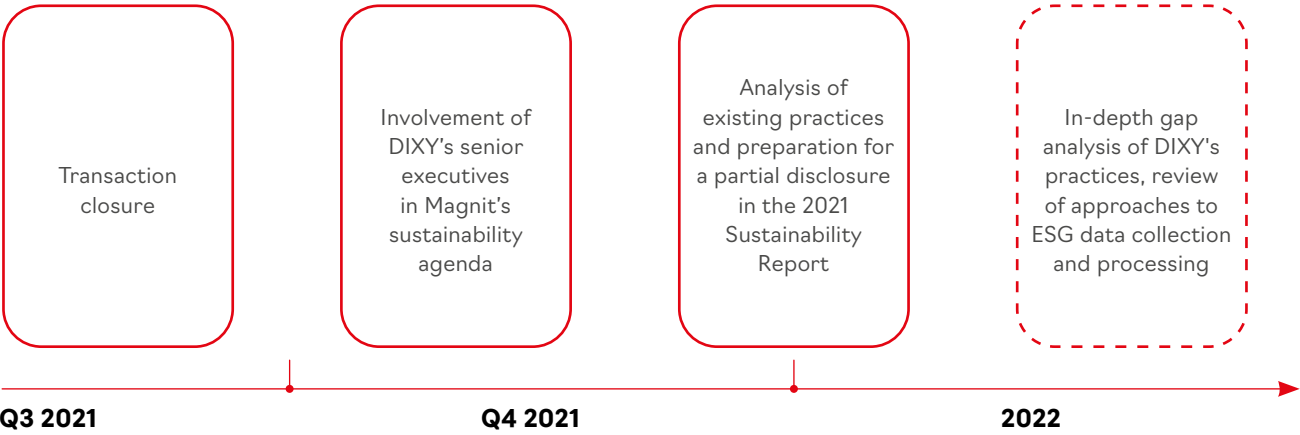 Transaction
closure
Involvement of
DIXY’s senior
executives
in Magnit’s
sustainability
agenda
Analysis of
existing practices
and preparation for
a partial disclosure
in the 2021
Sustainability
Report
In-depth gap
analysis of DIXY’s
practices, review
of approaches to
ESG data collection
and processing
Q3 2021
Q4 2021
2022